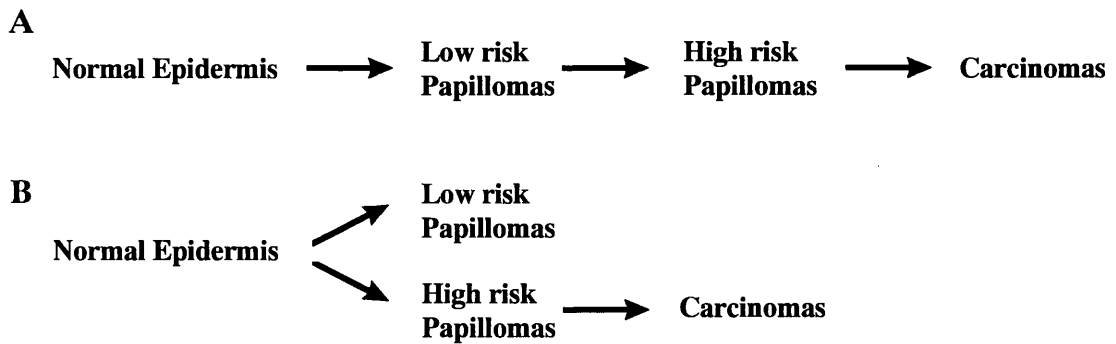 A
Normal Epidermis
Low risk
Papillomas
High risk
Papillomas
Carcinomas
B
Normal Epidermis
Low risk
Papillomas
High risk
Papillomas
Carcinomas